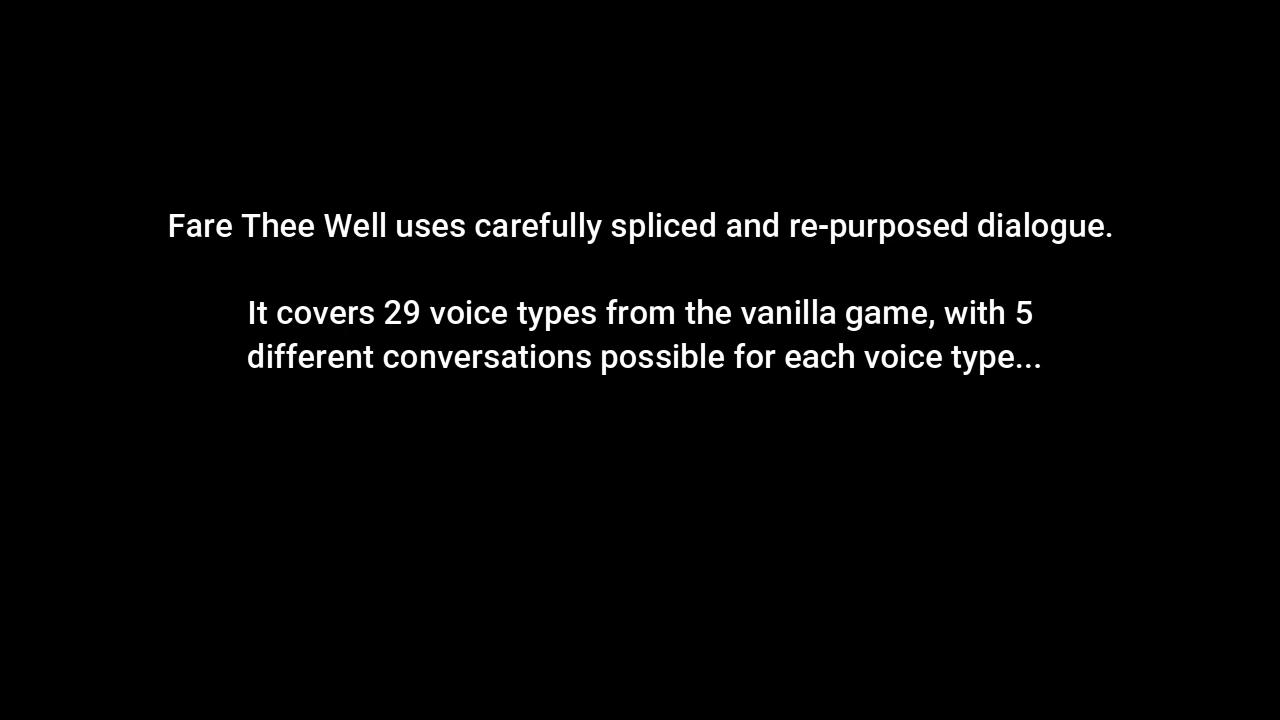 Fare Thee Well uses carefully spliced and re-purposed dialogue.
It covers 29 voice types from the vanilla game, with 5
different conversations possible for each voice type...